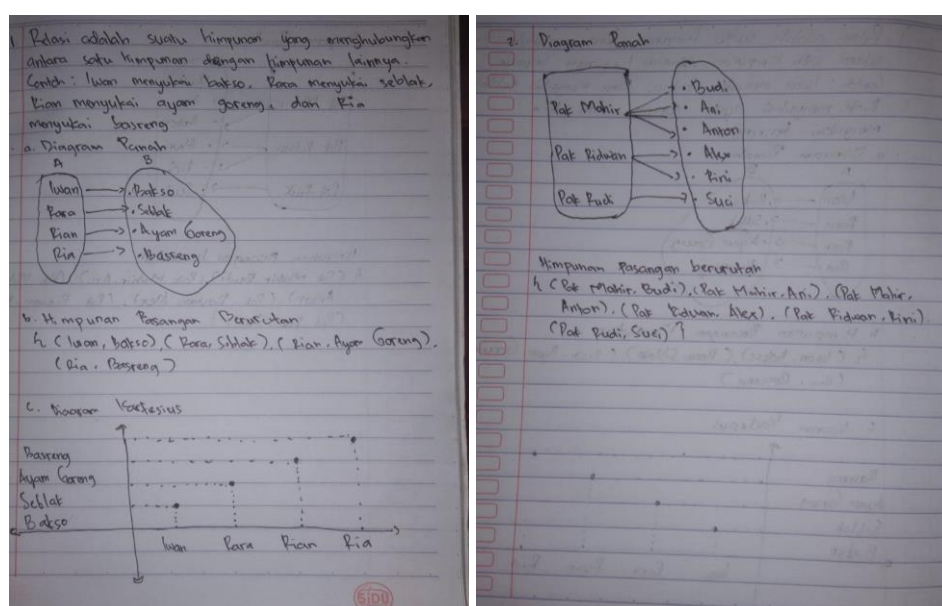 1. Relasi adalah suatu himpunan yang menghubungkan
antara satu himpunan dengan himpunan lainnya.
Contoh : Iwan menyukai bakso, Rara menyukai seblak,
Rian menyukai ayam goreng, dan Ria
menyukai basreng
a. Diagram Panah
A B
Iwan · Bakso
Rara · Seblak
Rian · Ayam Goreng
Ria · Basreng
b. Himpunan Pasangan Berurutan
{ (Iwan, Bakso), (Rara, Seblak), (Rian, Ayam Goreng),
(Ria, Basreng)
c. Diagram Kartesius
Basreng
Ayam Goreng
Seblak
Bakso
Iwan Rara Rian Ria
SIDU
2. Diagram Panah
Pak Mahir
Pak Ridwan
Pak Rudi
· Budi
· Ani
· Anton
· Alex
· Rini
· Suci
Himpunan Pasangan berurutan
{ (Pak Mahir, Budi), (Pak Mahir, Ani), (Pak Mahir,
Anton), (Pak Ridwan, Alex), (Pak Ridwan, Rini),
(Pak Rudi, Suci) }